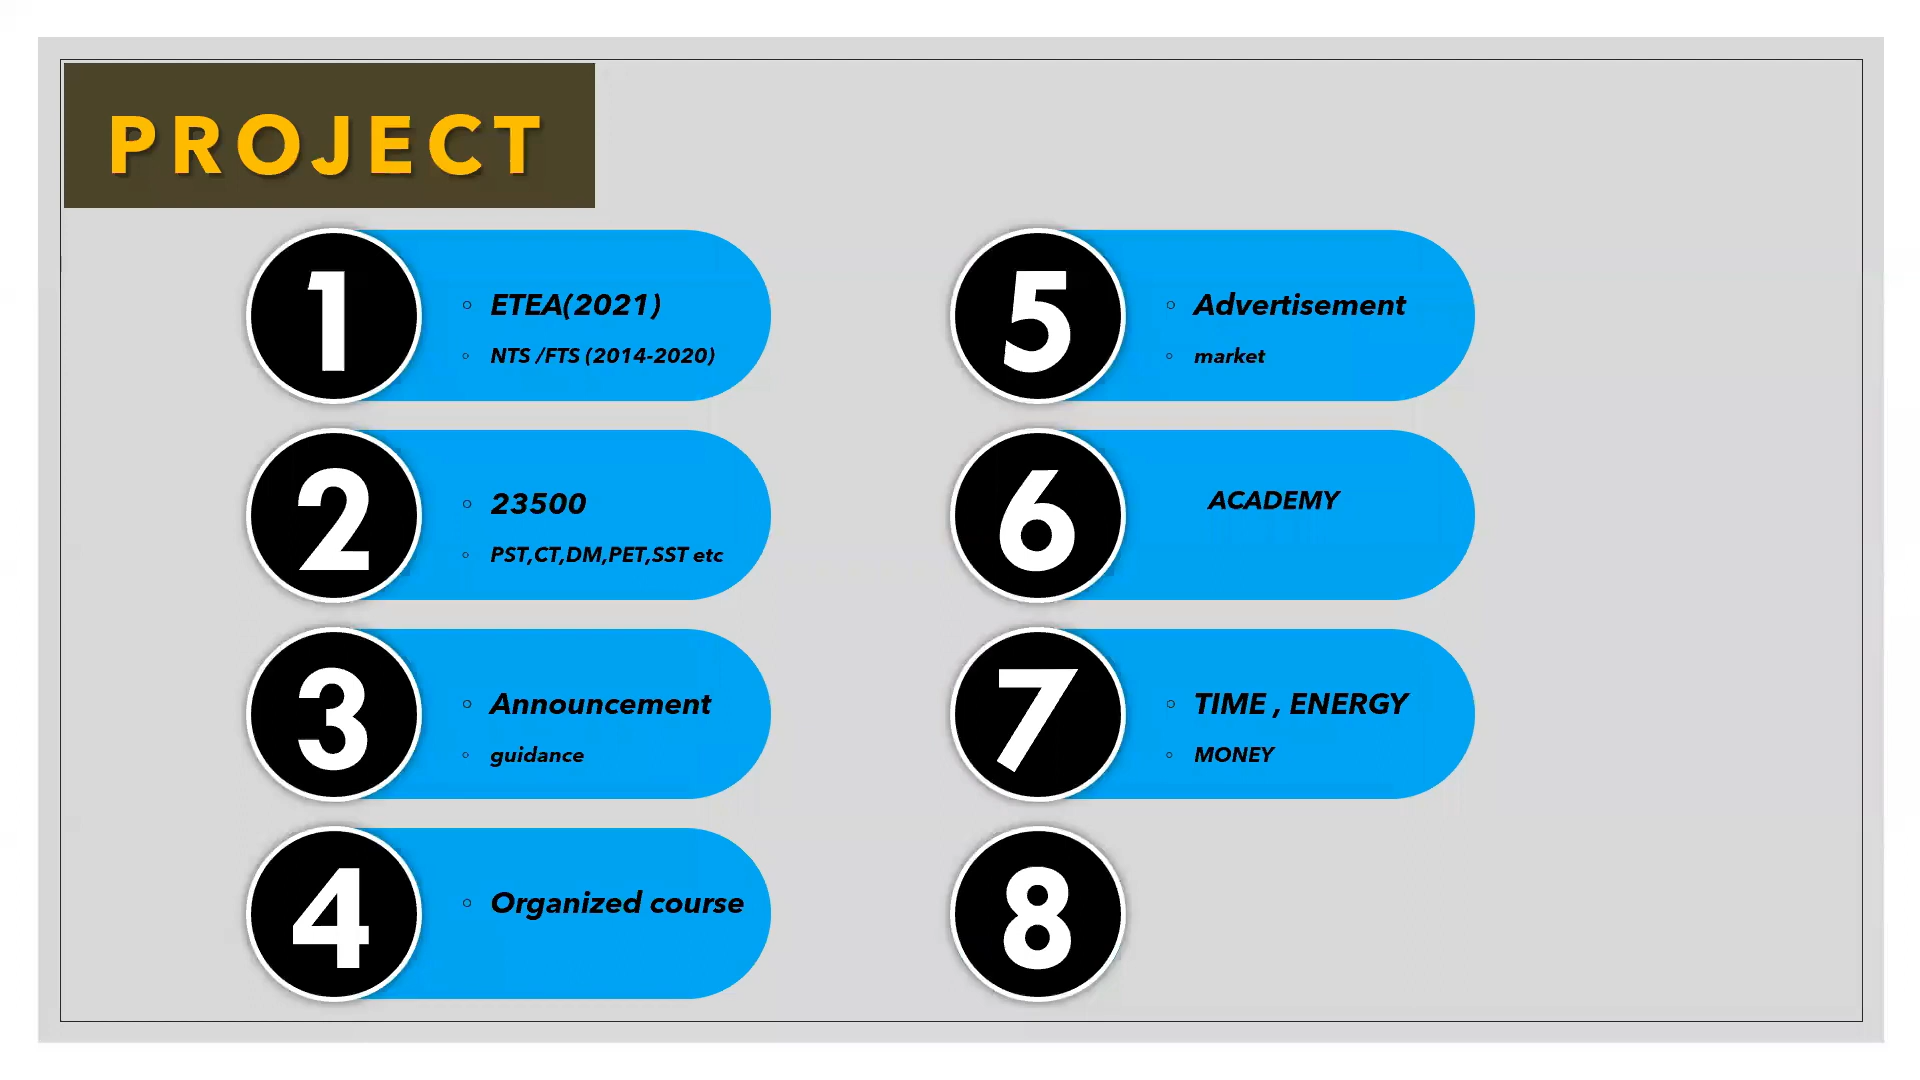 PROJECT
1
ETEA(2021)
NTS /FTS (2014-2020)
2
23500
PST,CT,DM,PET,SST etc
3
Announcement
guidance
4
Organized course
5
Advertisement
market
6
ACADEMY
7
TIME , ENERGY
MONEY
8